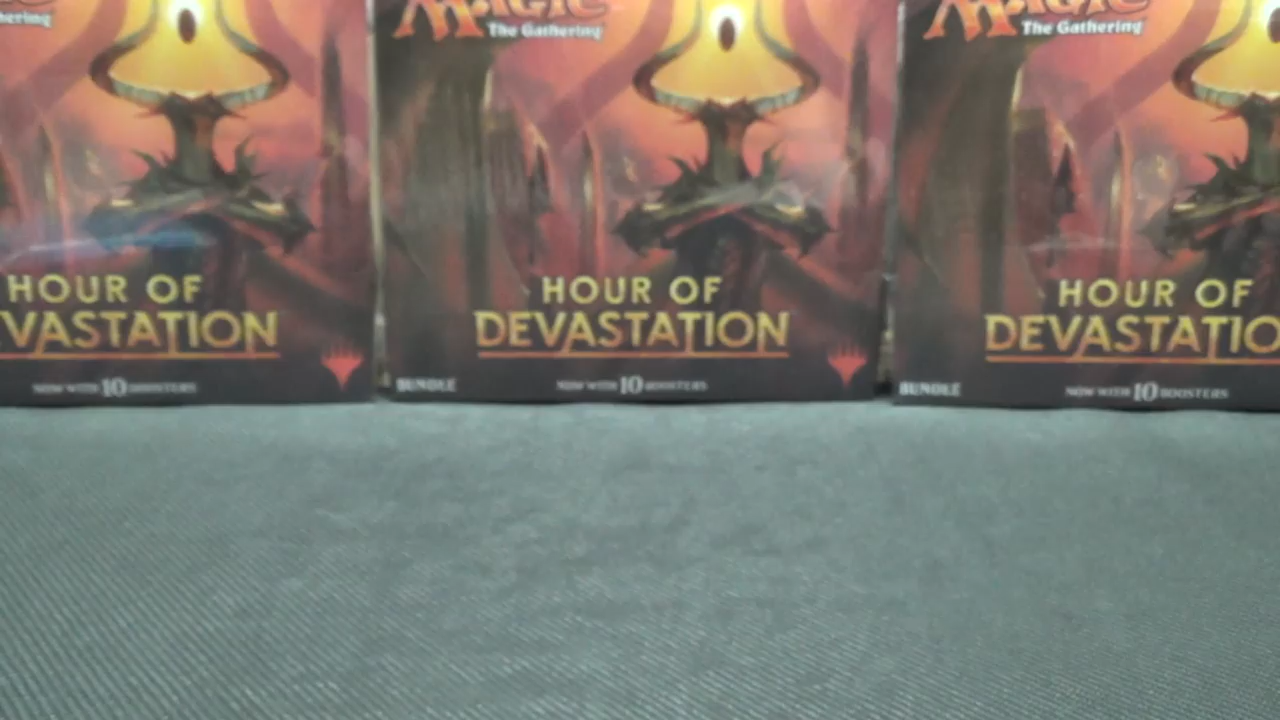 Magic
The Gathering
HOUR OF
VASTATION
NOW WITH 10 BOOSTERS
Magic
The Gathering
HOUR OF
DEVASTATION
BUNDLE
NOW WITH 10 BOOSTERS
Magic
The Gathering
HOUR OF
DEVASTATIO
BUNDLE
NOW WITH 10 BOOSTERS